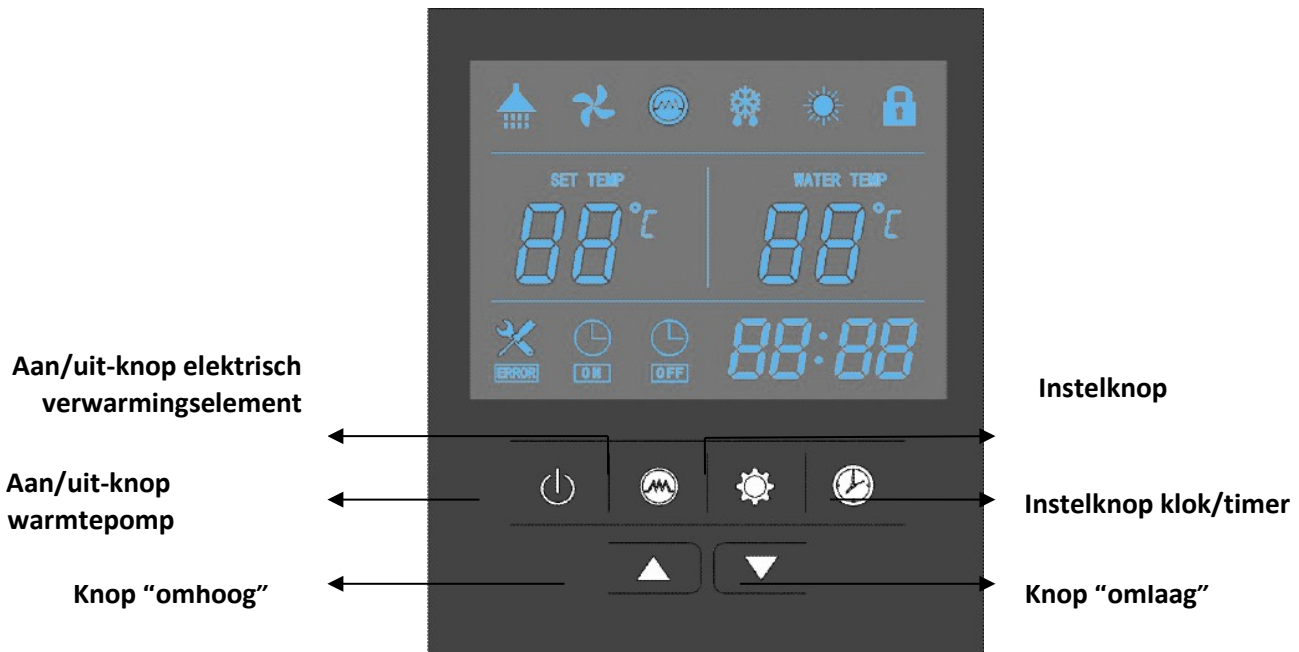 SET TEMP
WATER TEMP
88°C
88°C
ERROR
ON
OFF
88:88
Aan/uit-knop elektrisch
verwarmingselement
Instelknop
Aan/uit-knop
warmtepomp
Instelknop klok/timer
Knop “omhoog”
Knop “omlaag”